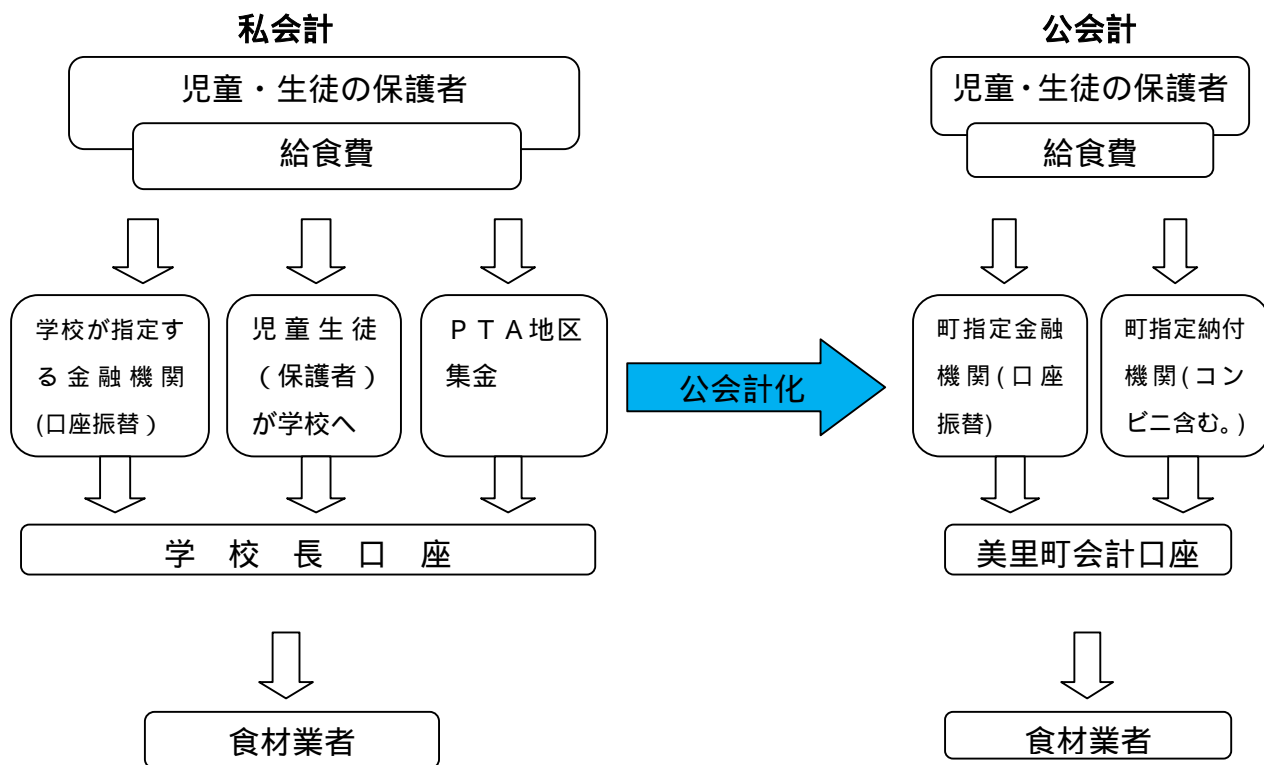 私会計
児童・生徒の保護者
給食費
学校が指定す
る金融機関
(口座振替)
児童生徒
(保護者)
が学校へ
PTA地区
集金
学校長口座
食材業者
公会計化
公会計
児童・生徒の保護者
給食費
町指定金融
機関(口座
振替)
町指定納付
機関(コン
ビニ含む。)
美里町会計口座
食材業者